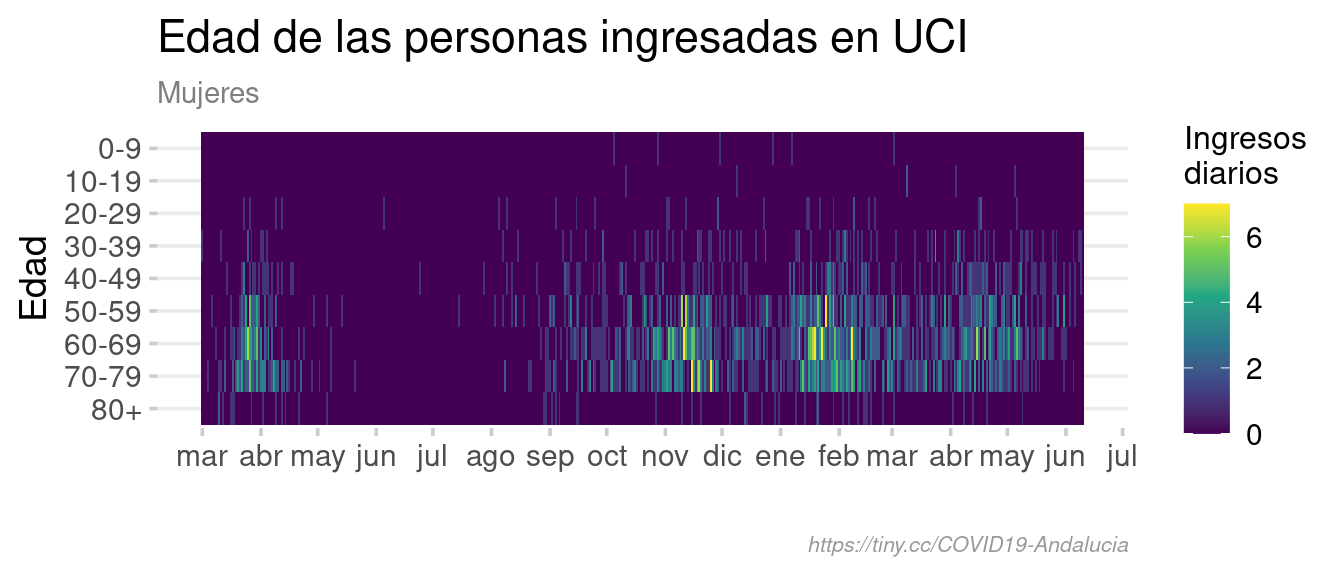 Edad de las personas ingresadas en UCI
Mujeres
Edad
0-9
10-19
20-29
30-39
40-49
50-59
60-69
70-79
80+
mar abr may jun jul ago sep oct nov dic ene feb mar abr may jun jul
Ingresos
diarios
6
4
2
0
https://tiny.cc/COVID19-Andalucia